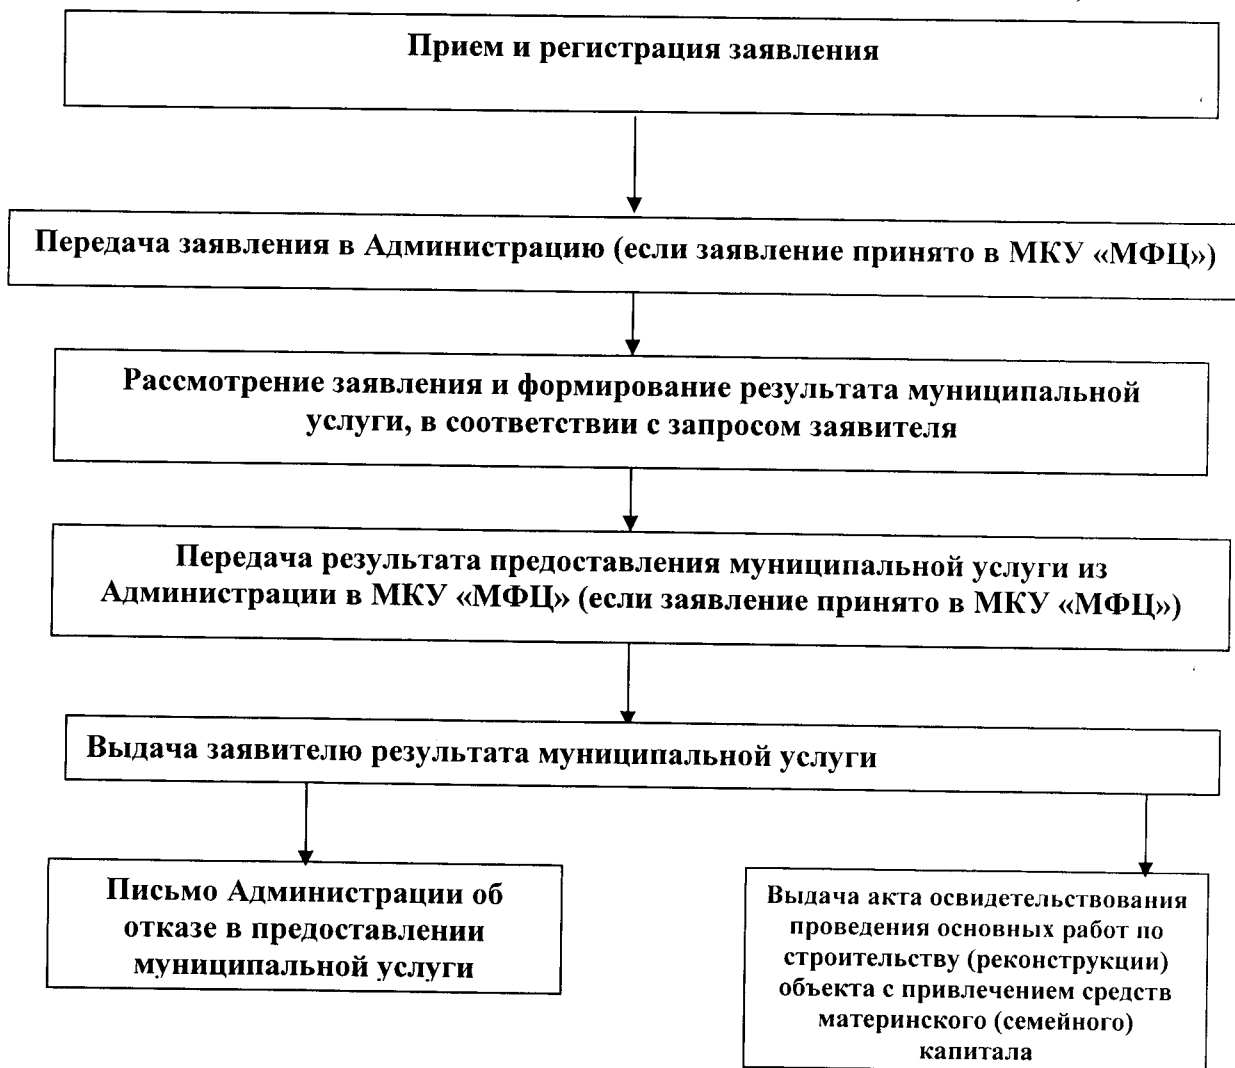 Прием и регистрация заявления
Передача заявления в Администрацию (если заявление принято в МКУ «МФЦ»)
Рассмотрение заявления и формирование результата муниципальной
услуги, в соответствии с запросом заявителя
Передача результата предоставления муниципальной услуги из
Администрации в МКУ «МФЦ» (если заявление принято в МКУ «МФЦ»)
Выдача заявителю результата муниципальной услуги
Письмо Администрации об
отказе в предоставлении
муниципальной услуги
Выдача акта освидетельствования
проведения основных работ по
строительству (реконструкции)
объекта с привлечением средств
материнского (семейного)
капитала